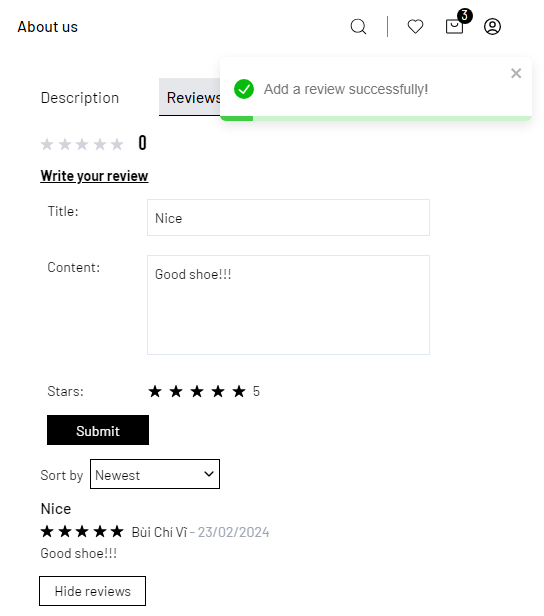 About us
3
Add a review successfully!
Description
Reviews
0
Write your review
Title:
Nice
Content:
Good shoe!!!
Stars:
5
Submit
Sort by
Newest
Nice
Bùi Chí Vĩ - 23/02/2024
Good shoe!!!
Hide reviews